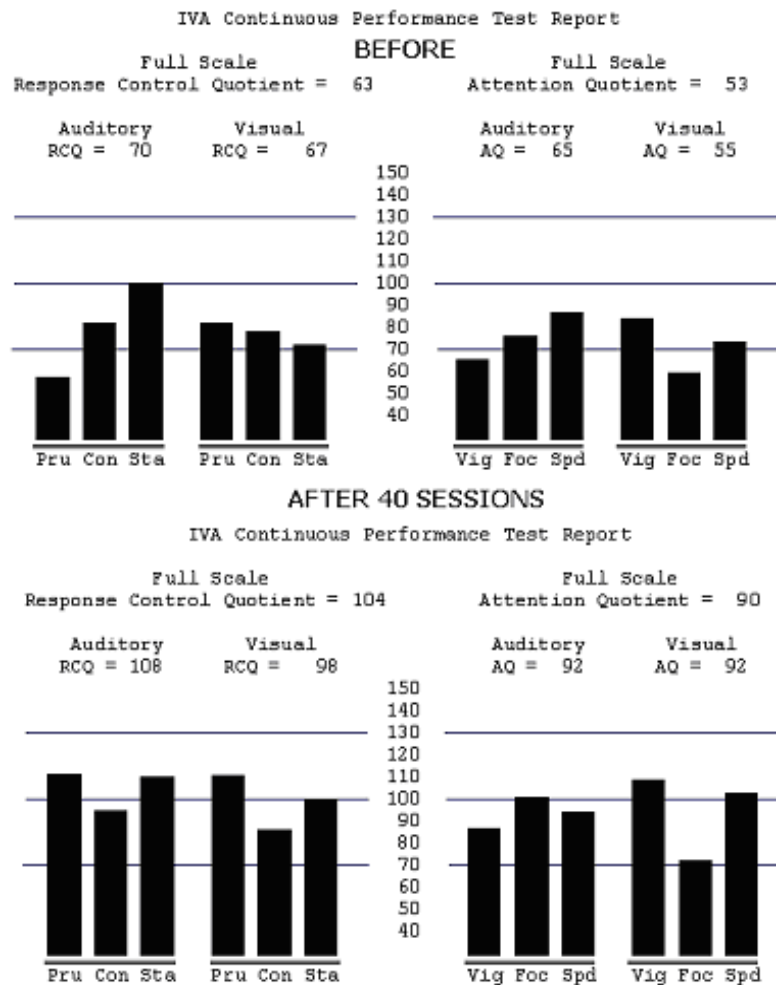 IVA Continuous Performance Test Report
BEFORE
Full Scale
Response Control Quotient = 63
Full Scale
Attention Quotient = 53
Auditory Visual
RCQ = 70 RCQ = 67
Auditory Visual
AQ = 65 AQ = 55
150
140
130
120
110
100
90
80
70
60
50
40
Pru Con Sta Pru Con Sta
Vig Foc Spd Vig Foc Spd
AFTER 40 SESSIONS
IVA Continuous Performance Test Report
Full Scale
Response Control Quotient = 104
Full Scale
Attention Quotient = 90
Auditory Visual
RCQ = 108 RCQ = 98
Auditory Visual
AQ = 92 AQ = 92
150
140
130
120
110
100
90
80
70
60
50
40
Pru Con Sta Pru Con Sta
Vig Foc Spd Vig Foc Spd